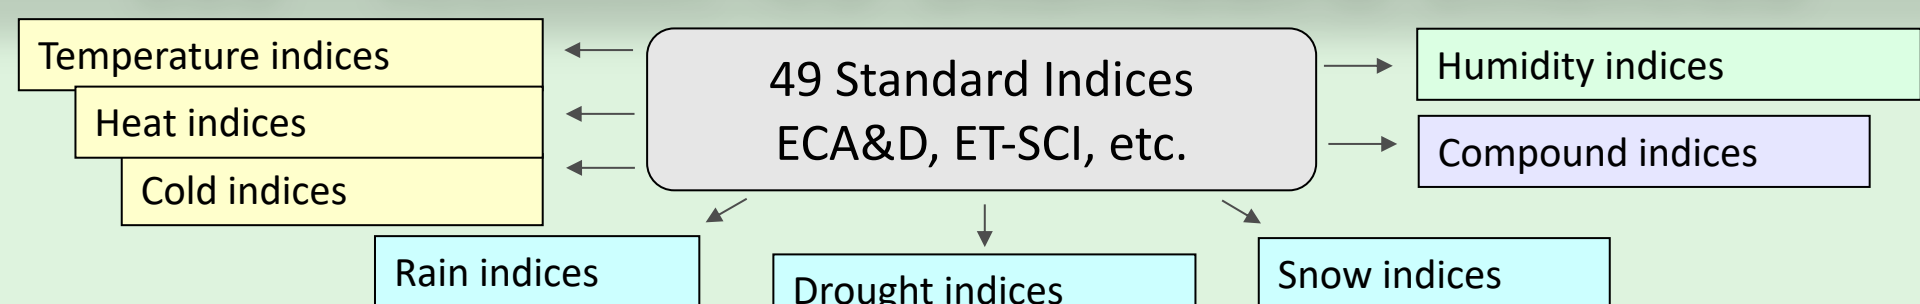 Temperature indices
Heat indices
Cold indices
49 Standard Indices
ECA&D, ET-SCI, etc.
Humidity indices
Compound indices
Rain indices
Drought indices
Snow indices